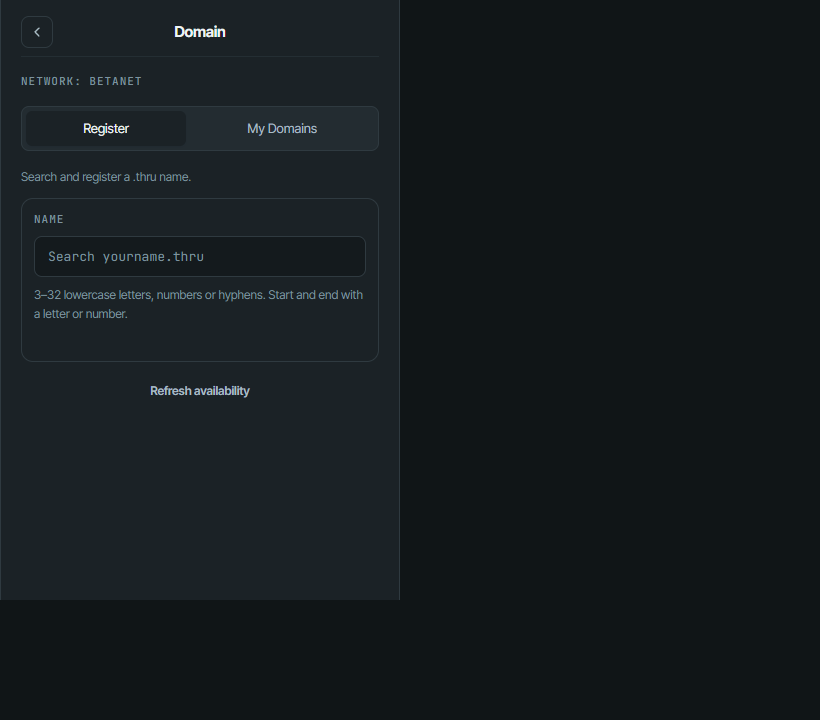 Domain
NETWORK: BETANET
Register
My Domains
Search and register a .thru name.
NAME
Search yourname.thru
3–32 lowercase letters, numbers or hyphens. Start and end with
a letter or number.
Refresh availability